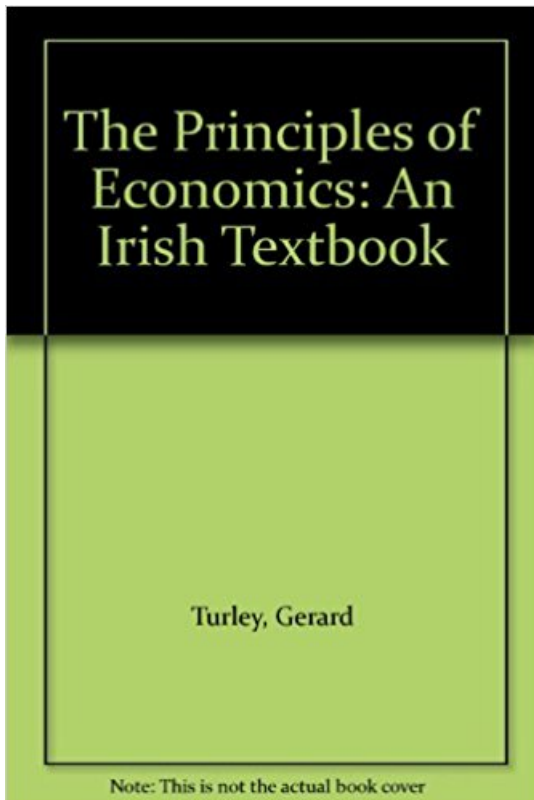 The Principles of
Economics: An
Irish Textbook
Turley, Gerard
Note: This is not the actual book cover